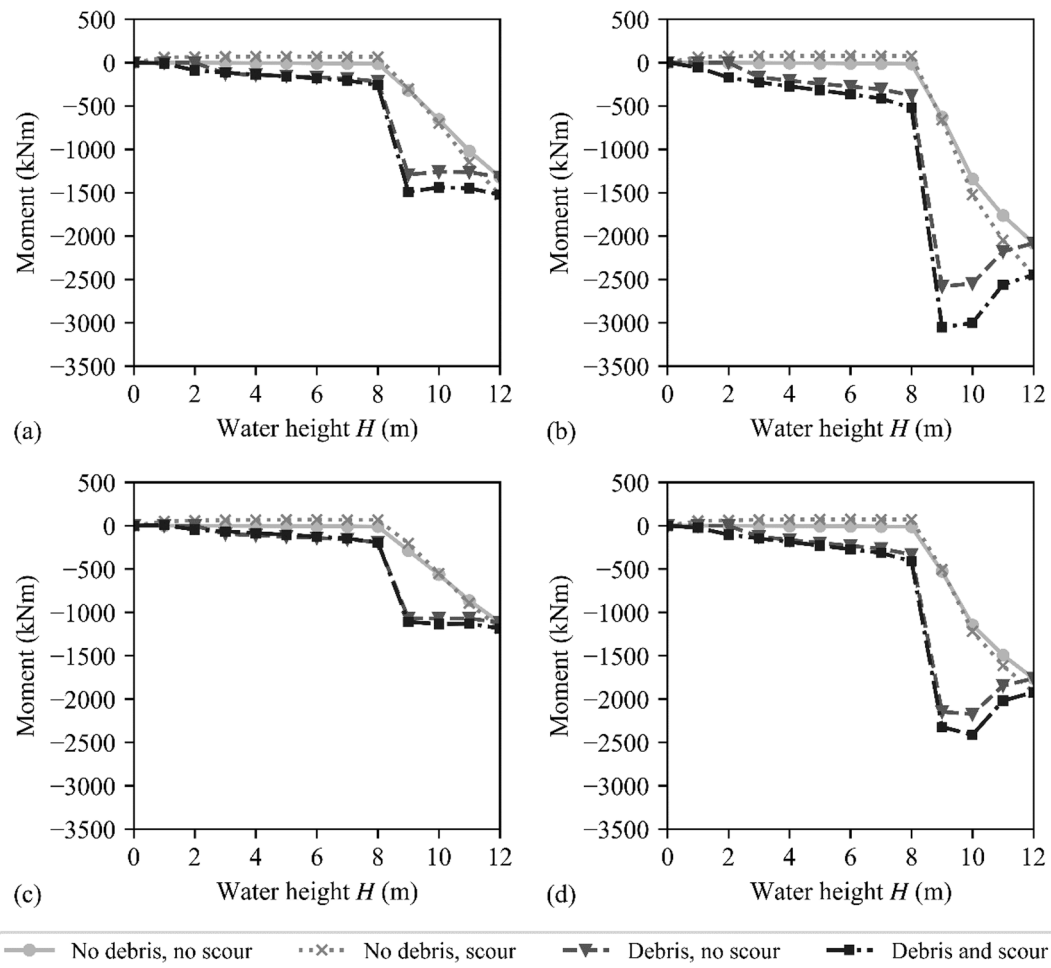 500
0
−500
−1000
−1500
−2000
−2500
−3000
−3500
Moment (kNm)
0 2 4 6 8 10 12
Water height H (m)
(a)
500
0
−500
−1000
−1500
−2000
−2500
−3000
−3500
Moment (kNm)
0 2 4 6 8 10 12
Water height H (m)
(b)
500
0
−500
−1000
−1500
−2000
−2500
−3000
−3500
Moment (kNm)
0 2 4 6 8 10 12
Water height H (m)
(c)
500
0
−500
−1000
−1500
−2000
−2500
−3000
−3500
Moment (kNm)
0 2 4 6 8 10 12
Water height H (m)
(d)
No debris, no scour No debris, scour Debris, no scour Debris and scour